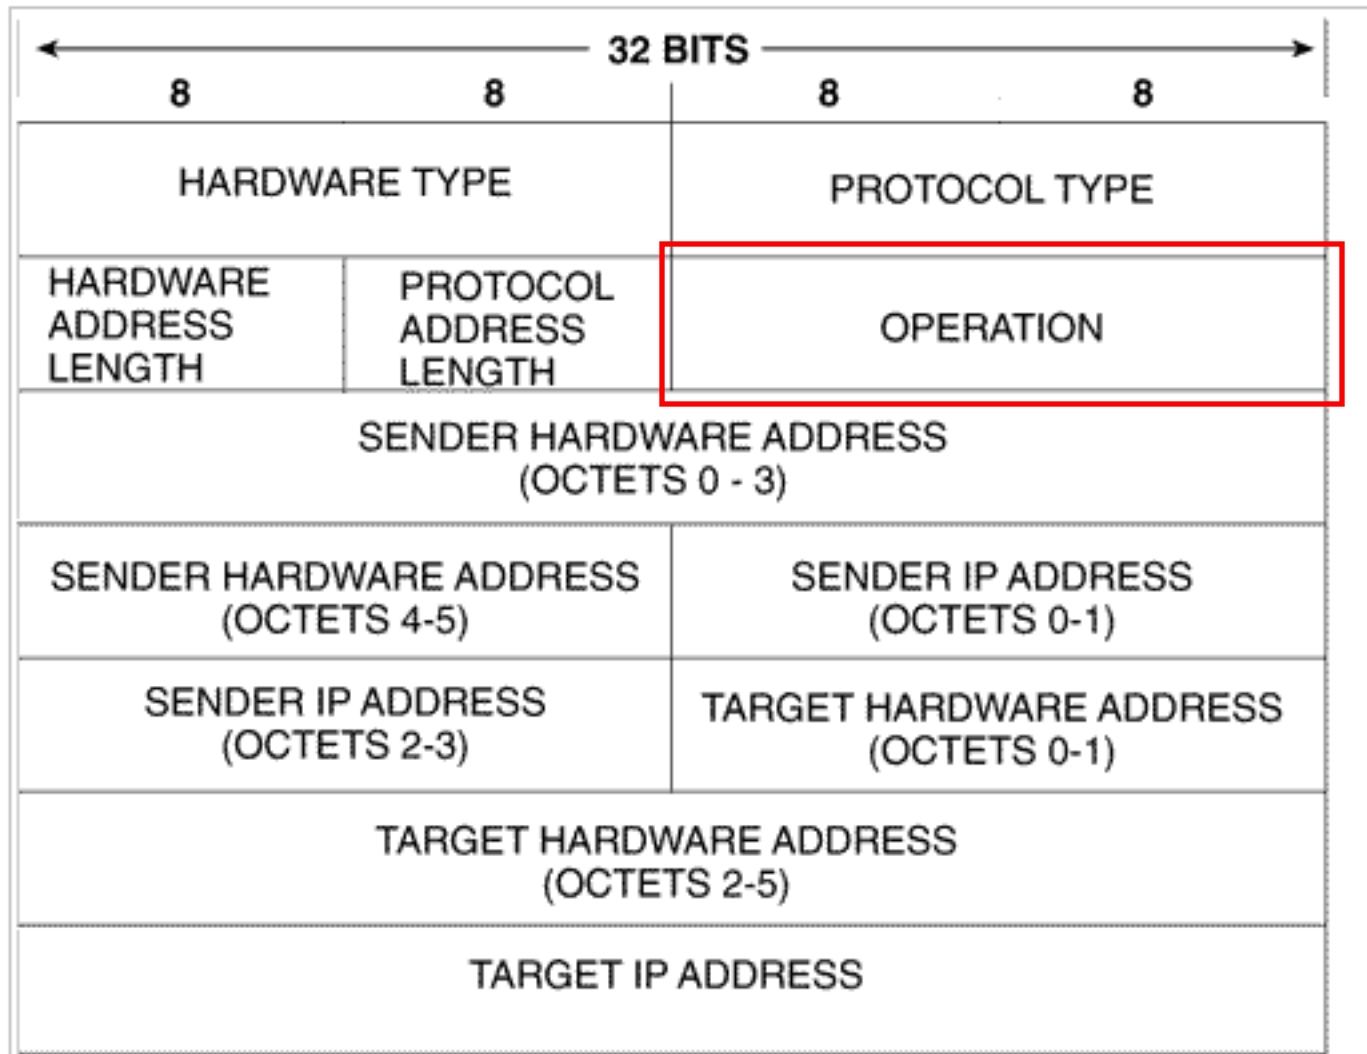 32 BITS
8 8 8 8
HARDWARE TYPE
PROTOCOL TYPE
HARDWARE
ADDRESS
LENGTH
PROTOCOL
ADDRESS
LENGTH
OPERATION
SENDER HARDWARE ADDRESS
(OCTETS 0 - 3)
SENDER HARDWARE ADDRESS
(OCTETS 4-5)
SENDER IP ADDRESS
(OCTETS 0-1)
SENDER IP ADDRESS
(OCTETS 2-3)
TARGET HARDWARE ADDRESS
(OCTETS 0-1)
TARGET HARDWARE ADDRESS
(OCTETS 2-5)
TARGET IP ADDRESS